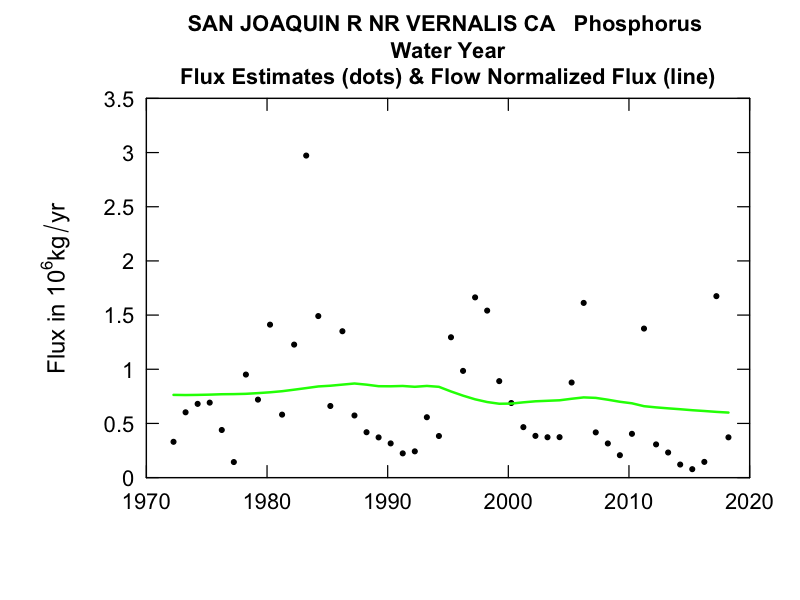 SAN JOAQUIN R NR VERNALIS CA   Phosphorus
Water Year
Flux Estimates (dots) & Flow Normalized Flux (line)
3.5
3
2.5
2
1.5
1
0.5
0
Flux in 10⁶kg/yr
1970 1980 1990 2000 2010 2020